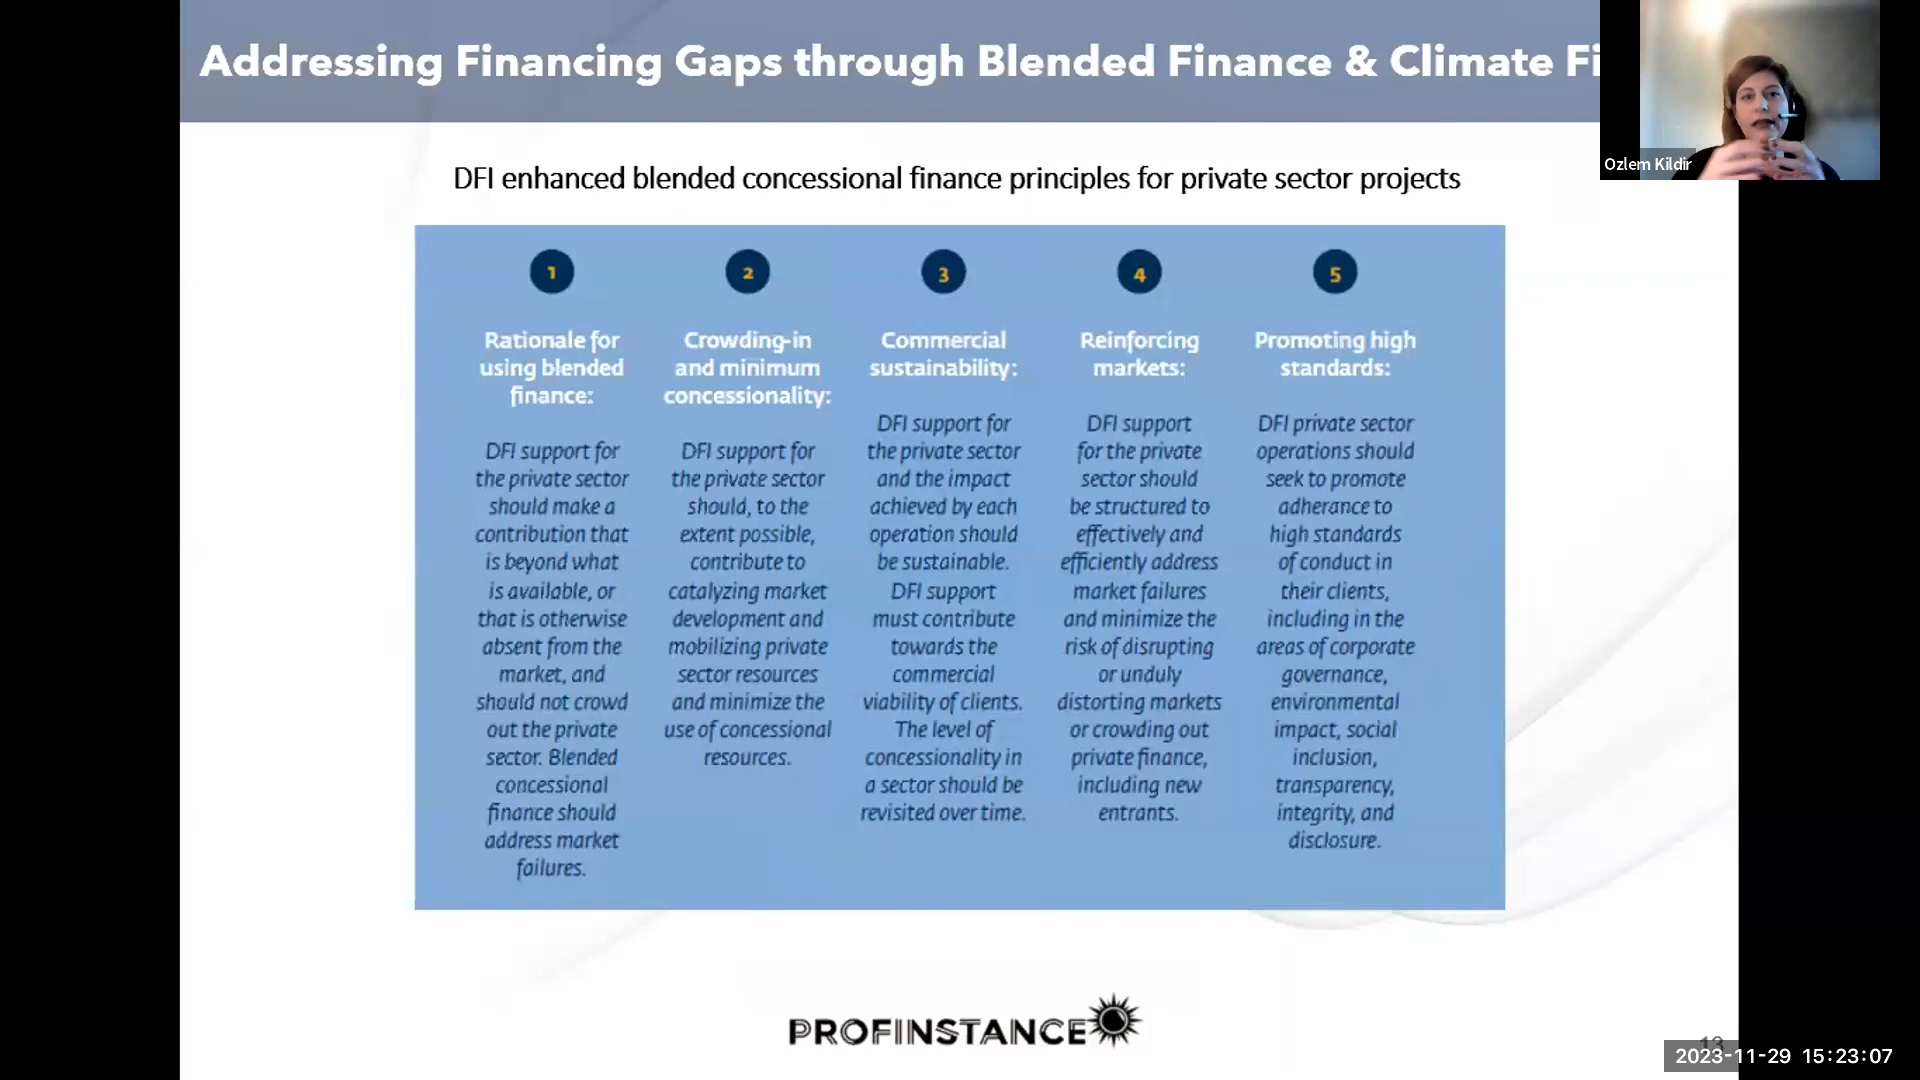 Addressing Financing Gaps through Blended Finance & Climate Fi
Ozlem Kildir
DFI enhanced blended concessional finance principles for private sector projects
1
Rationale for
using blended
finance:
DFI support for
the private sector
should make a
contribution that
is beyond what
is available, or
that is otherwise
absent from the
market, and
should not crowd
out the private
sector. Blended
concessional
finance should
address market
failures.
2
Crowding-in
and minimum
concessionality:
DFI support for
the private sector
should, to the
extent possible,
contribute to
catalyzing market
development and
mobilizing private
sector resources
and minimize the
use of concessional
resources.
3
Commercial
sustainability:
DFI support for
the private sector
and the impact
achieved by each
operation should
be sustainable.
DFI support
must contribute
towards the
commercial
viability of clients.
The level of
concessionality in
a sector should be
revisited over time.
4
Reinforcing
markets:
DFI support
for the private
sector should
be structured to
effectively and
efficiently address
market failures
and minimize the
risk of disrupting
or unduly
distorting markets
or crowding out
private finance,
including new
entrants.
5
Promoting high
standards:
DFI private sector
operations should
seek to promote
adherance to
high standards
of conduct in
their clients,
including in the
areas of corporate
governance,
environmental
impact, social
inclusion,
transparency,
integrity, and
disclosure.
PROFINSTANCE
13
2023-11-29 15:23:07